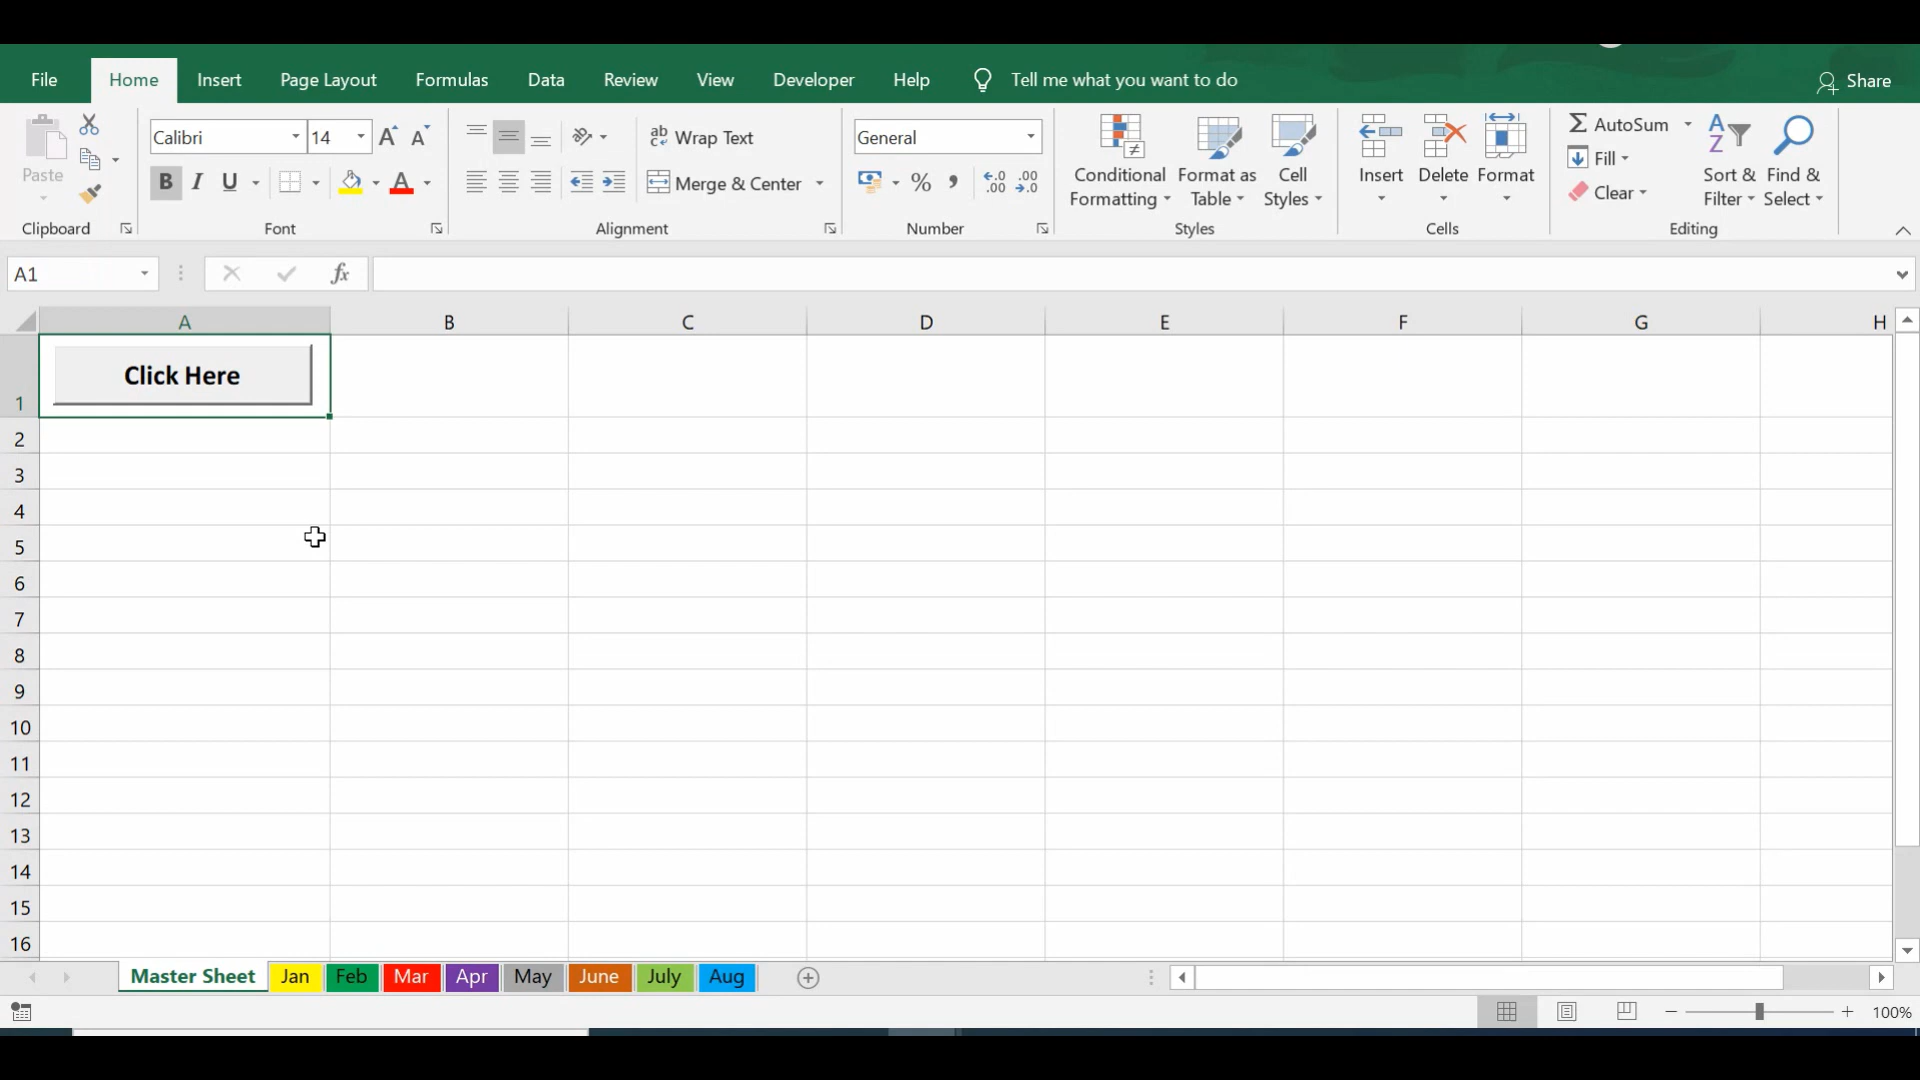 File Home Insert Page Layout Formulas Data Review View Developer Help Tell me what you want to do Share
Paste
Clipboard
Calibri 14
B I U A
Font
ab Wrap Text
Merge & Center
Alignment
General
% , .00 .0
Number
Conditional Formatting
Format as Table
Cell Styles
Styles
Insert Delete Format
Cells
Σ AutoSum
Fill
Clear
Sort & Filter
Find & Select
Editing
A1 fx
A B C D E F G H
Click Here
1
2
3
4
5
6
7
8
9
10
11
12
13
14
15
16
Master Sheet Jan Feb Mar Apr May June July Aug
100%